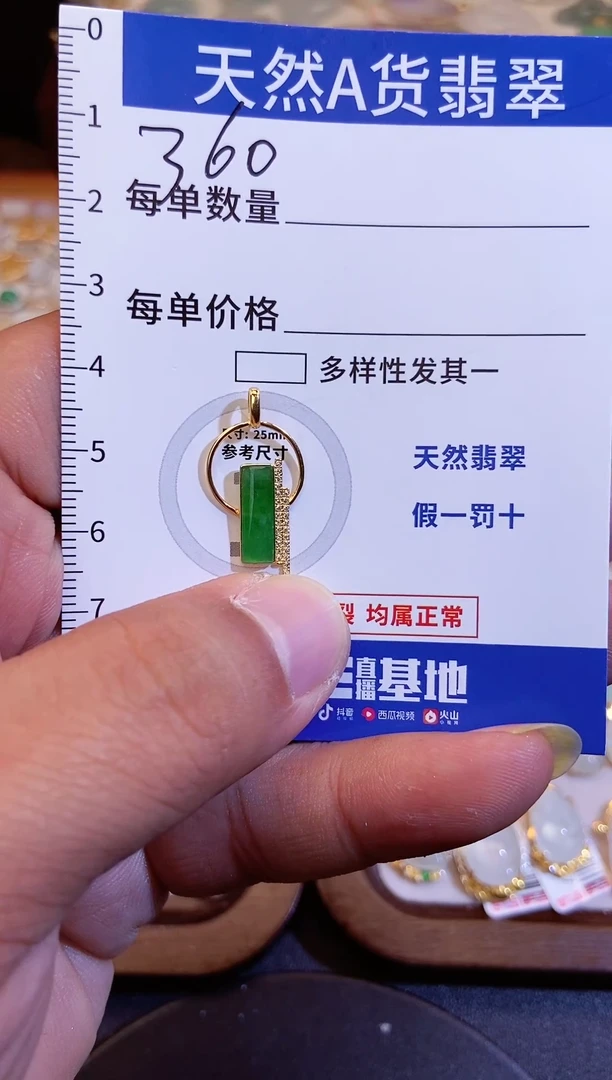 0
天然A货翡翠
1
360
2
每单数量
3
每单价格
4
多样性发其一
寸: 25m
5
参考尺寸
天然翡翠
假一罚十
6
7
裂 均属正常
直播基地
抖音
西瓜视频
火山